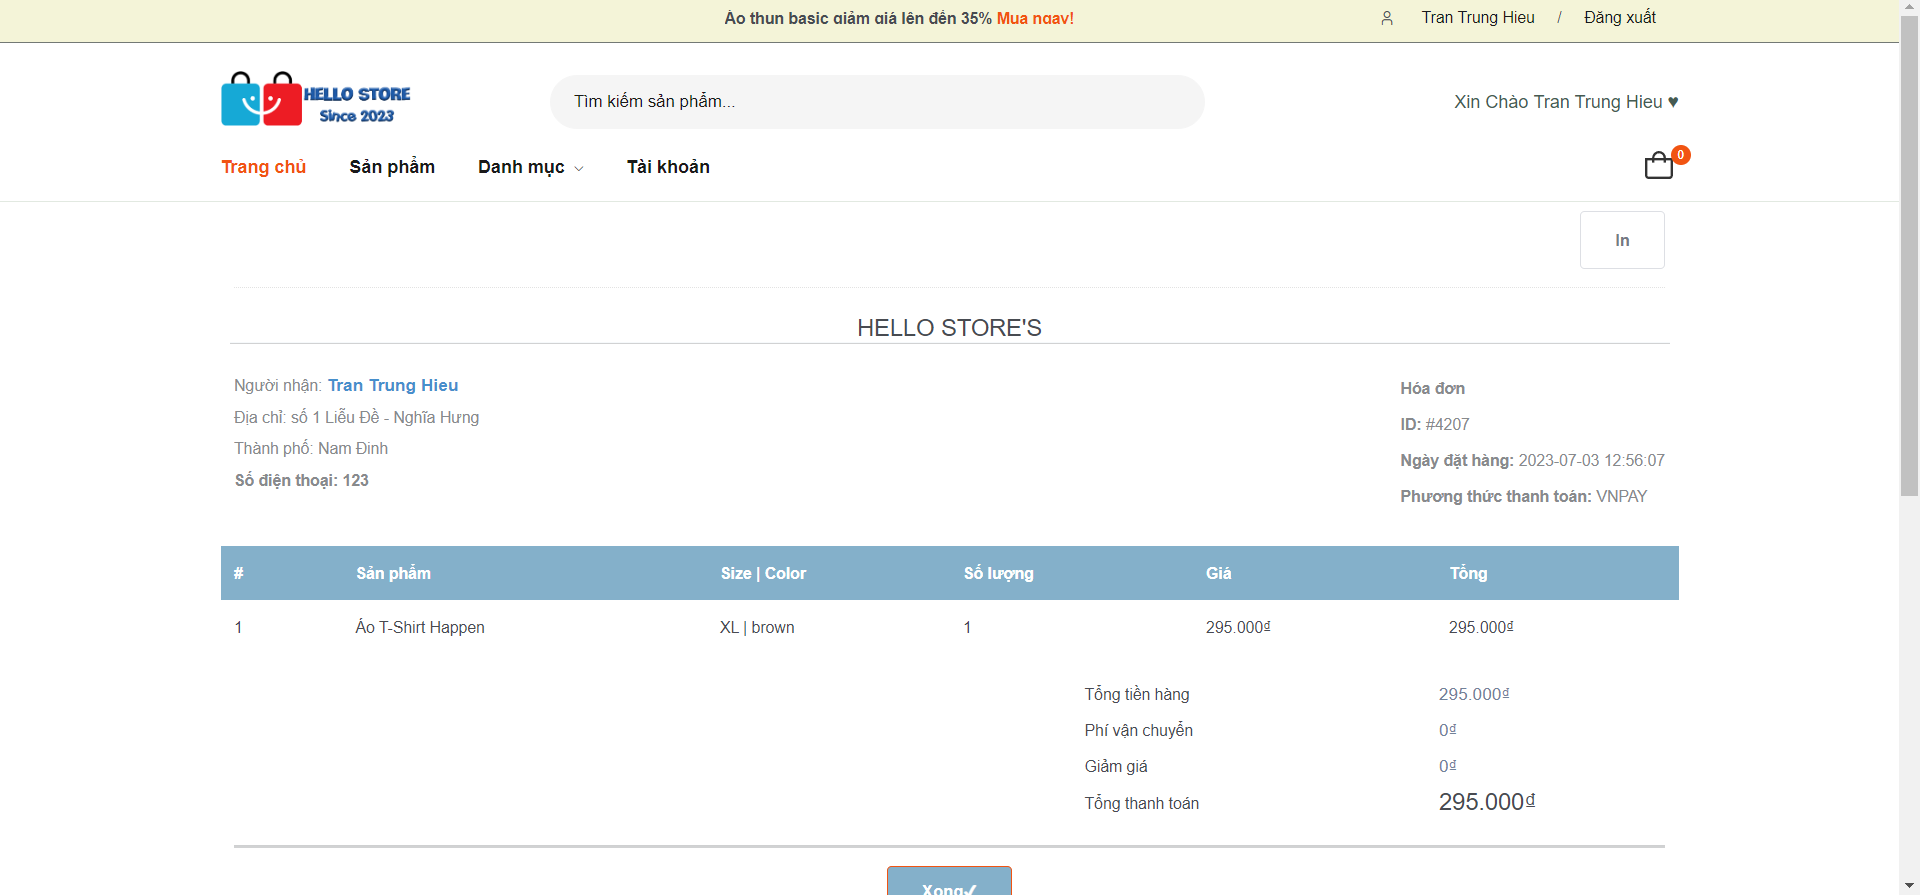 Áo thun basic giảm giá lên đến 35% Mua ngay!
Tran Trung Hieu / Đăng xuất
HELLO STORE
Since 2023
Tìm kiếm sản phẩm...
Xin Chào Tran Trung Hieu ♥
Trang chủ Sản phẩm Danh mục Tài khoản
0
In
HELLO STORE'S
Người nhận: Tran Trung Hieu
Địa chỉ: số 1 Liễu Đề - Nghĩa Hưng
Thành phố: Nam Đinh
Số điện thoại: 123
Hóa đơn
ID: #4207
Ngày đặt hàng: 2023-07-03 12:56:07
Phương thức thanh toán: VNPAY
# Sản phẩm Size | Color Số lượng Giá Tổng
1 Áo T-Shirt Happen XL | brown 1 295.000₫ 295.000₫
Tổng tiền hàng 295.000₫
Phí vận chuyển 0₫
Giảm giá 0₫
Tổng thanh toán 295.000₫
Xong✓